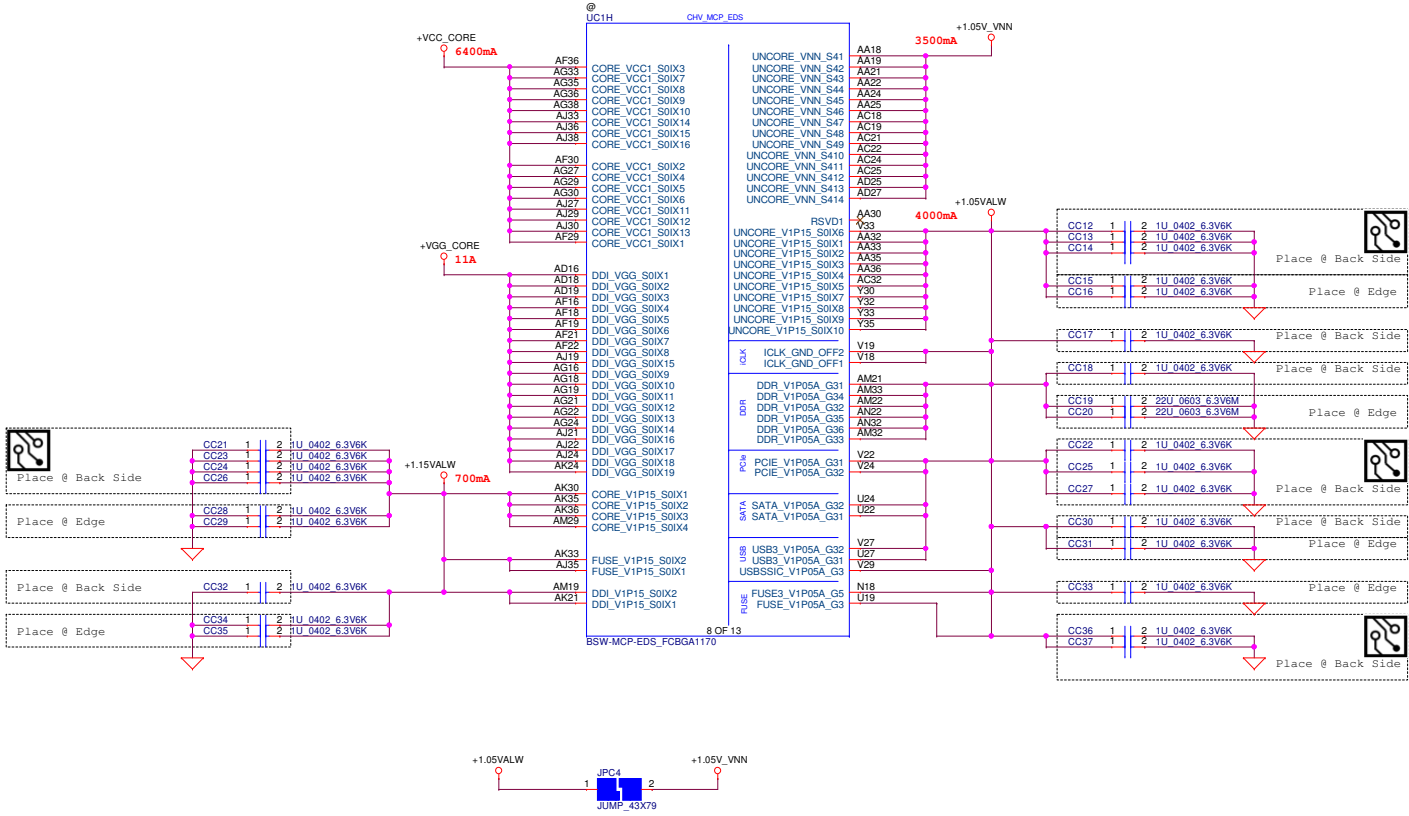 @
UC1H
CHV_MCP_EDS
+VCC_CORE
6400mA
AF36 CORE_VCC1_S0IX3
AG33 CORE_VCC1_S0IX7
AG35 CORE_VCC1_S0IX8
AG36 CORE_VCC1_S0IX9
AG38 CORE_VCC1_S0IX10
AJ33 CORE_VCC1_S0IX14
AJ36 CORE_VCC1_S0IX15
AJ38 CORE_VCC1_S0IX16
AF30 CORE_VCC1_S0IX2
AG27 CORE_VCC1_S0IX4
AG29 CORE_VCC1_S0IX5
AG30 CORE_VCC1_S0IX6
AJ27 CORE_VCC1_S0IX11
AJ29 CORE_VCC1_S0IX12
AJ30 CORE_VCC1_S0IX13
AF29 CORE_VCC1_S0IX1
+VGG_CORE
11A
AD16 DDI_VGG_S0IX1
AD18 DDI_VGG_S0IX2
AD19 DDI_VGG_S0IX3
AF16 DDI_VGG_S0IX4
AF18 DDI_VGG_S0IX5
AF19 DDI_VGG_S0IX6
AF21 DDI_VGG_S0IX7
AF22 DDI_VGG_S0IX8
AJ19 DDI_VGG_S0IX15
AG16 DDI_VGG_S0IX9
AG18 DDI_VGG_S0IX10
AG19 DDI_VGG_S0IX11
AG21 DDI_VGG_S0IX12
AG22 DDI_VGG_S0IX13
AG24 DDI_VGG_S0IX14
AJ21 DDI_VGG_S0IX16
AJ22 DDI_VGG_S0IX17
AJ24 DDI_VGG_S0IX18
AK24 DDI_VGG_S0IX19
+1.15VALW
700mA
AK30 CORE_V1P15_S0IX1
AK35 CORE_V1P15_S0IX2
AK36 CORE_V1P15_S0IX3
AM29 CORE_V1P15_S0IX4
AK33 FUSE_V1P15_S0IX2
AJ35 FUSE_V1P15_S0IX1
AM19 DDI_V1P15_S0IX2
AK21 DDI_V1P15_S0IX1
CC21 1 2 1U_0402_6.3V6K
CC23 1 2 1U_0402_6.3V6K
CC24 1 2 1U_0402_6.3V6K
CC26 1 2 1U_0402_6.3V6K
Place @ Back Side
CC28 1 2 1U_0402_6.3V6K
CC29 1 2 1U_0402_6.3V6K
Place @ Edge
CC32 1 2 1U_0402_6.3V6K
Place @ Back Side
CC34 1 2 1U_0402_6.3V6K
CC35 1 2 1U_0402_6.3V6K
Place @ Edge
+1.05V_VNN
3500mA
UNCORE_VNN_S41 AA18
UNCORE_VNN_S42 AA19
UNCORE_VNN_S43 AA21
UNCORE_VNN_S44 AA22
UNCORE_VNN_S45 AA24
UNCORE_VNN_S46 AA25
UNCORE_VNN_S47 AC18
UNCORE_VNN_S48 AC19
UNCORE_VNN_S49 AC21
UNCORE_VNN_S410 AC22
UNCORE_VNN_S411 AC24
UNCORE_VNN_S412 AC25
UNCORE_VNN_S413 AD25
UNCORE_VNN_S414 AD27
+1.05VALW
4000mA
RSVD1 AA30
UNCORE_V1P15_S0IX6 V33
UNCORE_V1P15_S0IX1 AA32
UNCORE_V1P15_S0IX2 AA33
UNCORE_V1P15_S0IX3 AA35
UNCORE_V1P15_S0IX4 AA36
UNCORE_V1P15_S0IX5 AC32
UNCORE_V1P15_S0IX7 Y30
UNCORE_V1P15_S0IX8 Y32
UNCORE_V1P15_S0IX9 Y33
UNCORE_V1P15_S0IX10 Y35
iCLK
ICLK_GND_OFF2 V19
ICLK_GND_OFF1 V18
DDR
DDR_V1P05A_G31 AM21
DDR_V1P05A_G34 AM33
DDR_V1P05A_G32 AM22
DDR_V1P05A_G35 AN22
DDR_V1P05A_G36 AN32
DDR_V1P05A_G33 AM32
PCIe
PCIE_V1P05A_G31 V22
PCIE_V1P05A_G32 V24
SATA
SATA_V1P05A_G32 U24
SATA_V1P05A_G31 U22
USB
USB3_V1P05A_G32 V27
USB3_V1P05A_G31 U27
USBSSIC_V1P05A_G3 V29
FUSE
FUSE3_V1P05A_G5 N18
FUSE_V1P05A_G3 U19
8 OF 13
BSW-MCP-EDS_FCBGA1170
CC12 1 2 1U_0402_6.3V6K
CC13 1 2 1U_0402_6.3V6K
CC14 1 2 1U_0402_6.3V6K
Place @ Back Side
CC15 1 2 1U_0402_6.3V6K
CC16 1 2 1U_0402_6.3V6K
Place @ Edge
CC17 1 2 1U_0402_6.3V6K
Place @ Back Side
CC18 1 2 1U_0402_6.3V6K
Place @ Back Side
CC19 1 2 22U_0603_6.3V6M
CC20 1 2 22U_0603_6.3V6M
Place @ Edge
CC22 1 2 1U_0402_6.3V6K
CC25 1 2 1U_0402_6.3V6K
CC27 1 2 1U_0402_6.3V6K
Place @ Back Side
CC30 1 2 1U_0402_6.3V6K
Place @ Back Side
CC31 1 2 1U_0402_6.3V6K
Place @ Edge
CC33 1 2 1U_0402_6.3V6K
Place @ Edge
CC36 1 2 1U_0402_6.3V6K
CC37 1 2 1U_0402_6.3V6K
Place @ Back Side
+1.05VALW
+1.05V_VNN
JPC4
1 2
JUMP_43X79